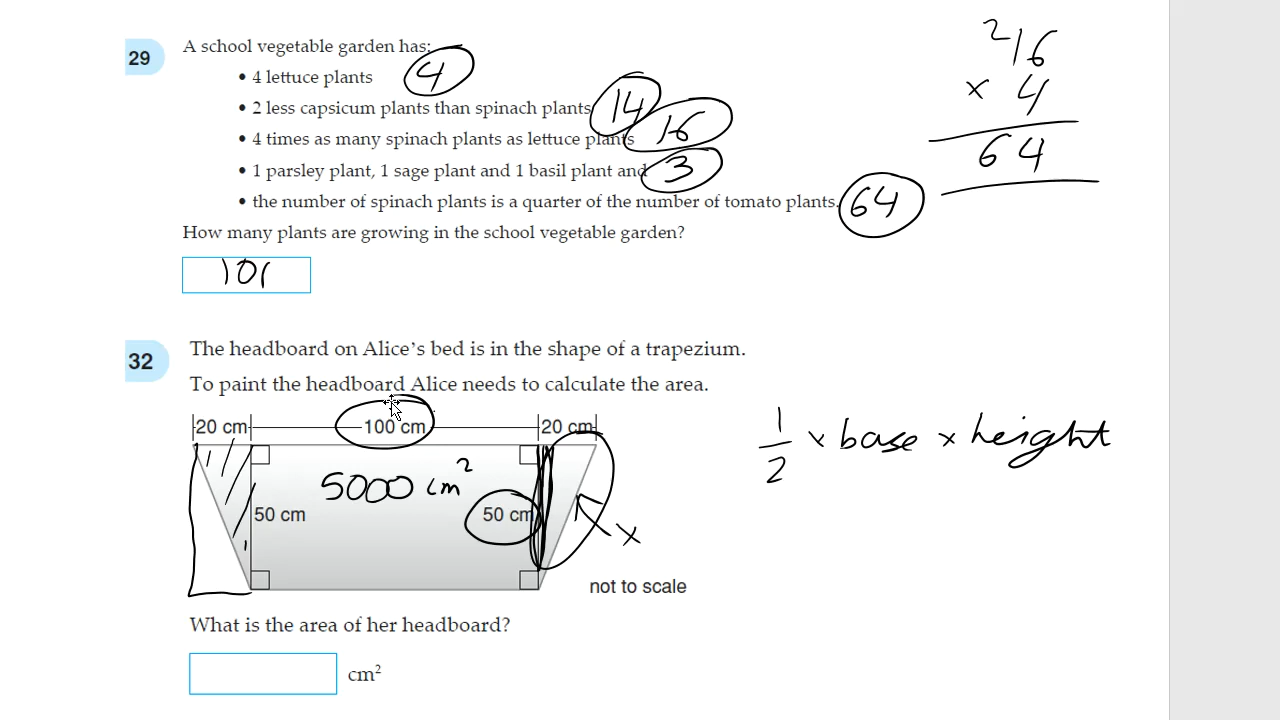 29
A school vegetable garden has:
• 4 lettuce plants 4
• 2 less capsicum plants than spinach plants 14
• 4 times as many spinach plants as lettuce plants 16
• 1 parsley plant, 1 sage plant and 1 basil plant and 3
• the number of spinach plants is a quarter of the number of tomato plants. 64
How many plants are growing in the school vegetable garden?
101
2 16
× 4
64
32
The headboard on Alice's bed is in the shape of a trapezium.
To paint the headboard Alice needs to calculate the area.
20 cm 100 cm 20 cm
5000 cm²
50 cm 50 cm
x
not to scale
1/2 × base × height
What is the area of her headboard?
cm²